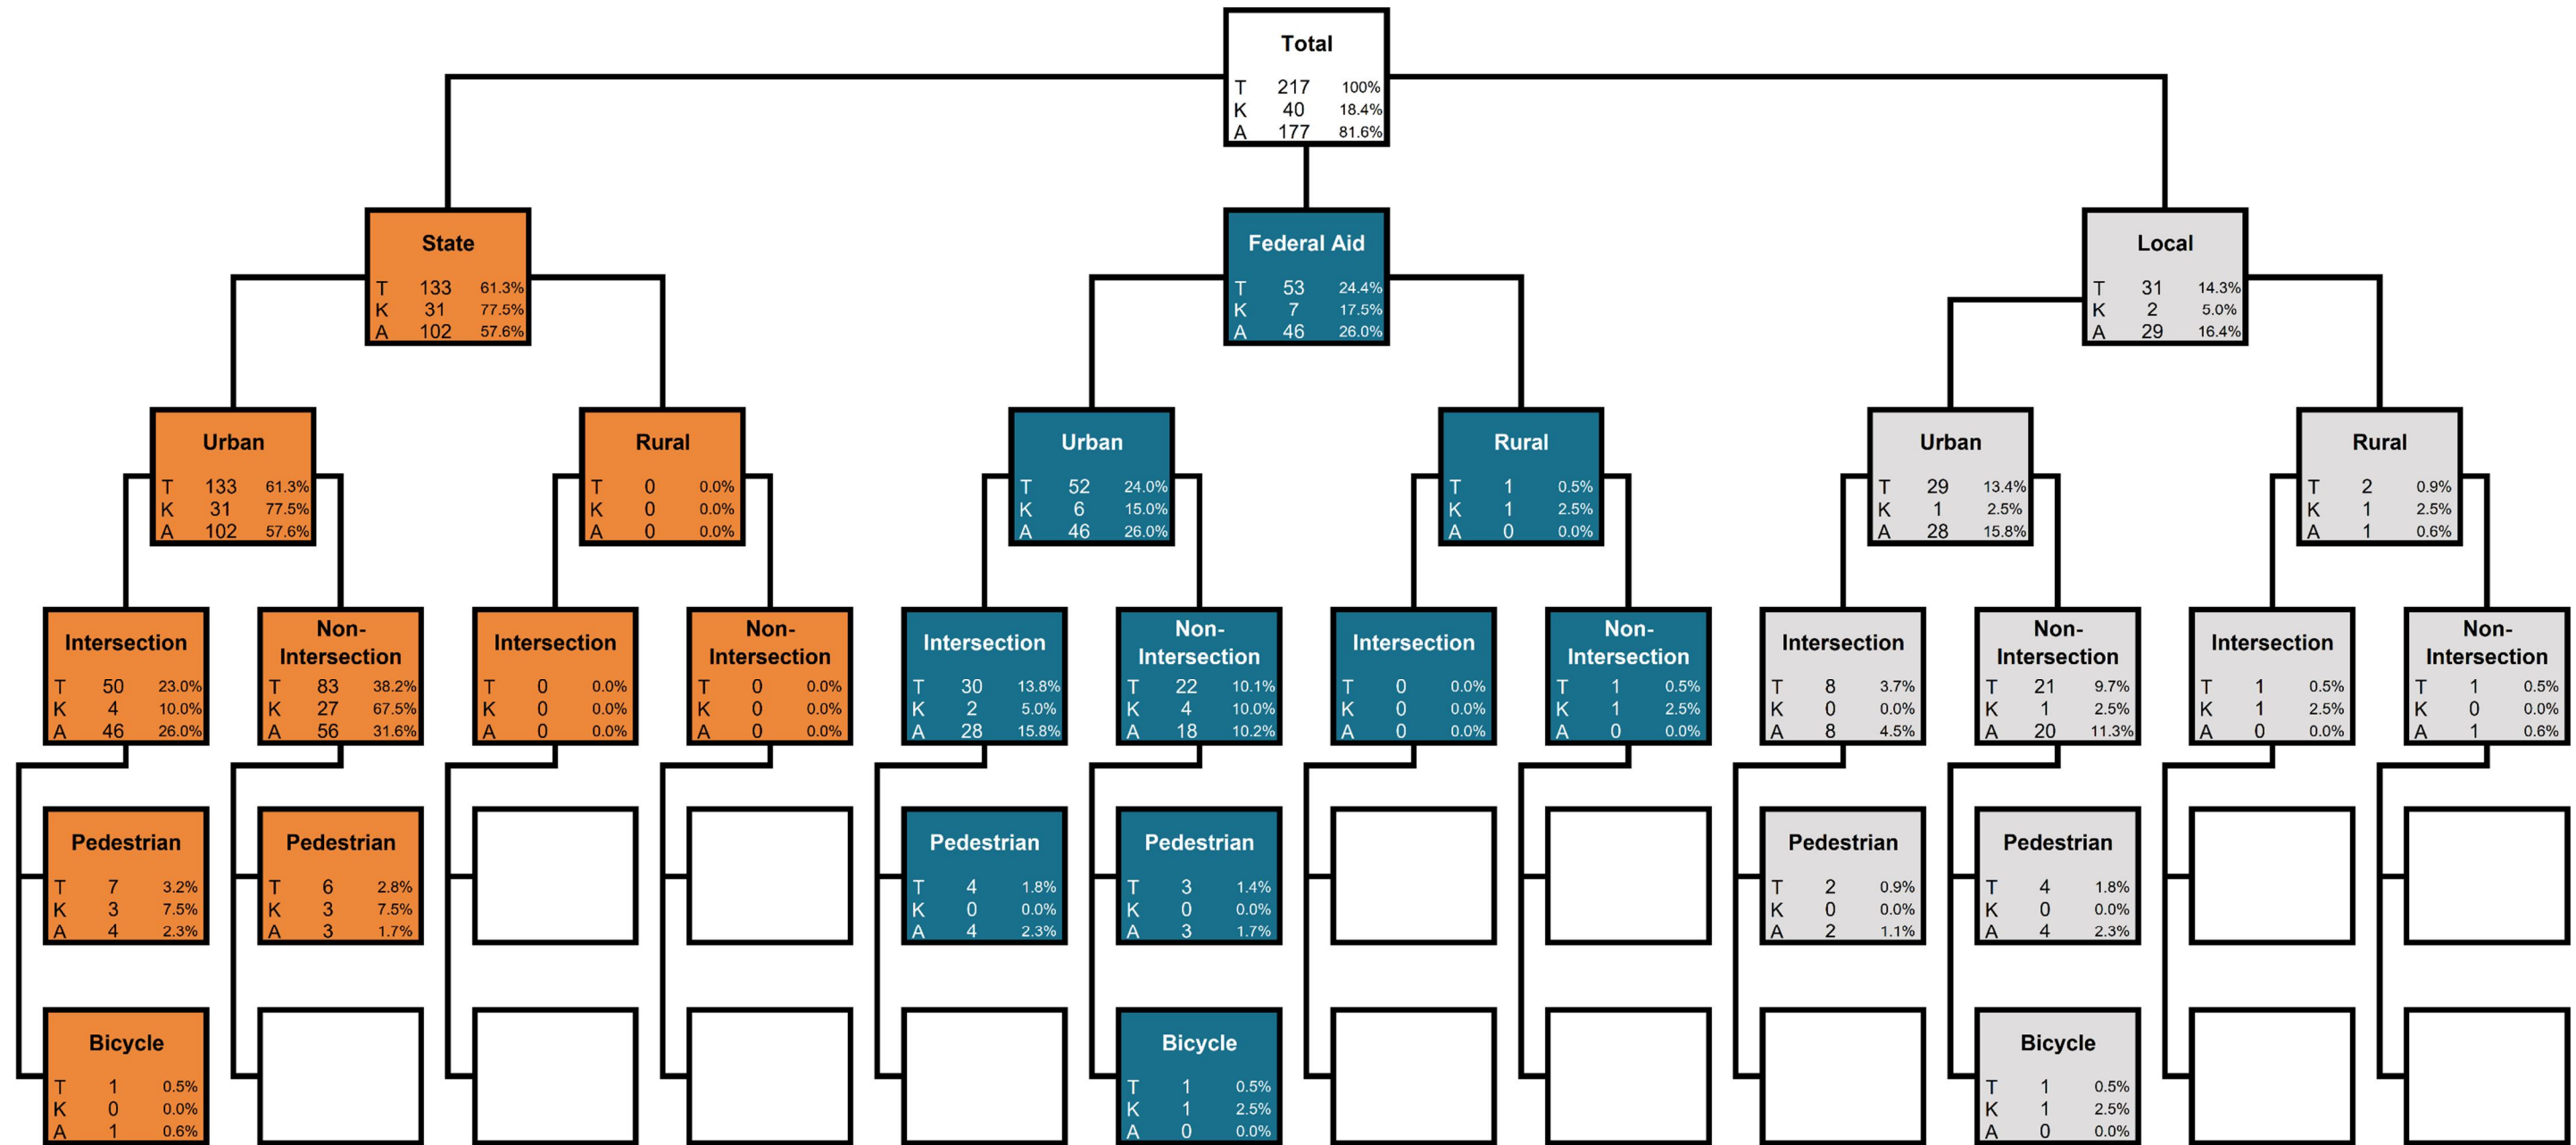 Total
T 217 100%
K 40 18.4%
A 177 81.6%
State
T 133 61.3%
K 31 77.5%
A 102 57.6%
Federal Aid
T 53 24.4%
K 7 17.5%
A 46 26.0%
Local
T 31 14.3%
K 2 5.0%
A 29 16.4%
Urban
T 133 61.3%
K 31 77.5%
A 102 57.6%
Rural
T 0 0.0%
K 0 0.0%
A 0 0.0%
Urban
T 52 24.0%
K 6 15.0%
A 46 26.0%
Rural
T 1 0.5%
K 1 2.5%
A 0 0.0%
Urban
T 29 13.4%
K 1 2.5%
A 28 15.8%
Rural
T 2 0.9%
K 1 2.5%
A 1 0.6%
Intersection
T 50 23.0%
K 4 10.0%
A 46 26.0%
Non-
Intersection
T 83 38.2%
K 27 67.5%
A 56 31.6%
Intersection
T 0 0.0%
K 0 0.0%
A 0 0.0%
Non-
Intersection
T 0 0.0%
K 0 0.0%
A 0 0.0%
Intersection
T 30 13.8%
K 2 5.0%
A 28 15.8%
Non-
Intersection
T 22 10.1%
K 4 10.0%
A 18 10.2%
Intersection
T 0 0.0%
K 0 0.0%
A 0 0.0%
Non-
Intersection
T 1 0.5%
K 1 2.5%
A 0 0.0%
Intersection
T 8 3.7%
K 0 0.0%
A 8 4.5%
Non-
Intersection
T 21 9.7%
K 1 2.5%
A 20 11.3%
Intersection
T 1 0.5%
K 1 2.5%
A 0 0.0%
Non-
Intersection
T 1 0.5%
K 0 0.0%
A 1 0.6%
Pedestrian
T 7 3.2%
K 3 7.5%
A 4 2.3%
Pedestrian
T 6 2.8%
K 3 7.5%
A 3 1.7%
Pedestrian
T 4 1.8%
K 0 0.0%
A 4 2.3%
Pedestrian
T 3 1.4%
K 0 0.0%
A 3 1.7%
Pedestrian
T 2 0.9%
K 0 0.0%
A 2 1.1%
Pedestrian
T 4 1.8%
K 0 0.0%
A 4 2.3%
Bicycle
T 1 0.5%
K 0 0.0%
A 1 0.6%
Bicycle
T 1 0.5%
K 1 2.5%
A 0 0.0%
Bicycle
T 1 0.5%
K 1 2.5%
A 0 0.0%